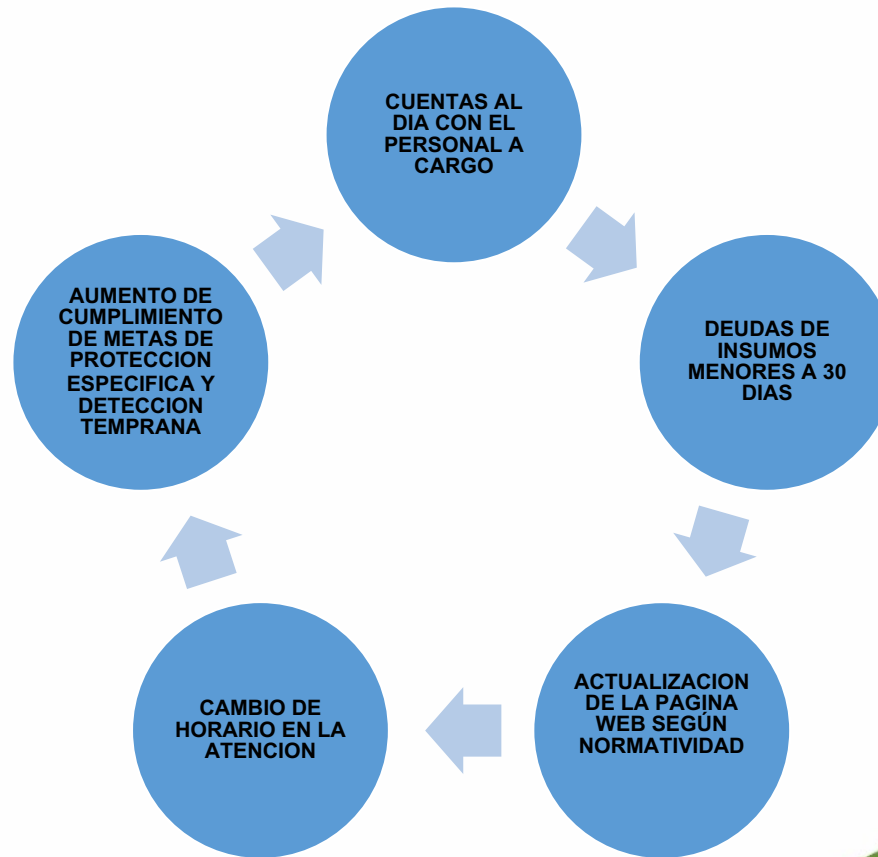 CUENTAS AL
DIA CON EL
PERSONAL A
CARGO
DEUDAS DE
INSUMOS
MENORES A 30
DIAS
ACTUALIZACION
DE LA PAGINA
WEB SEGÚN
NORMATIVIDAD
CAMBIO DE
HORARIO EN LA
ATENCION
AUMENTO DE
CUMPLIMIENTO
DE METAS DE
PROTECCION
ESPECIFICA Y
DETECCION
TEMPRANA